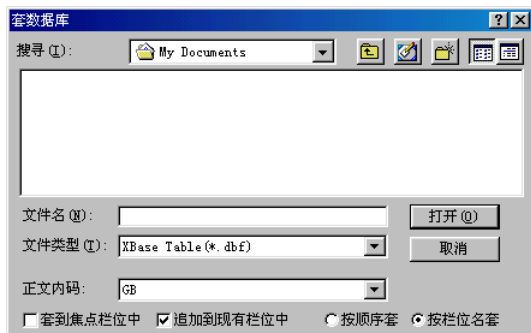 套数据库
搜寻(I): My Documents
文件名(N): 打开(O)
文件类型(T): XBase Table(*.dbf) 取消
正文内码: GB
套到焦点栏位中 追加到现有栏位中 按顺序套 按栏位名套